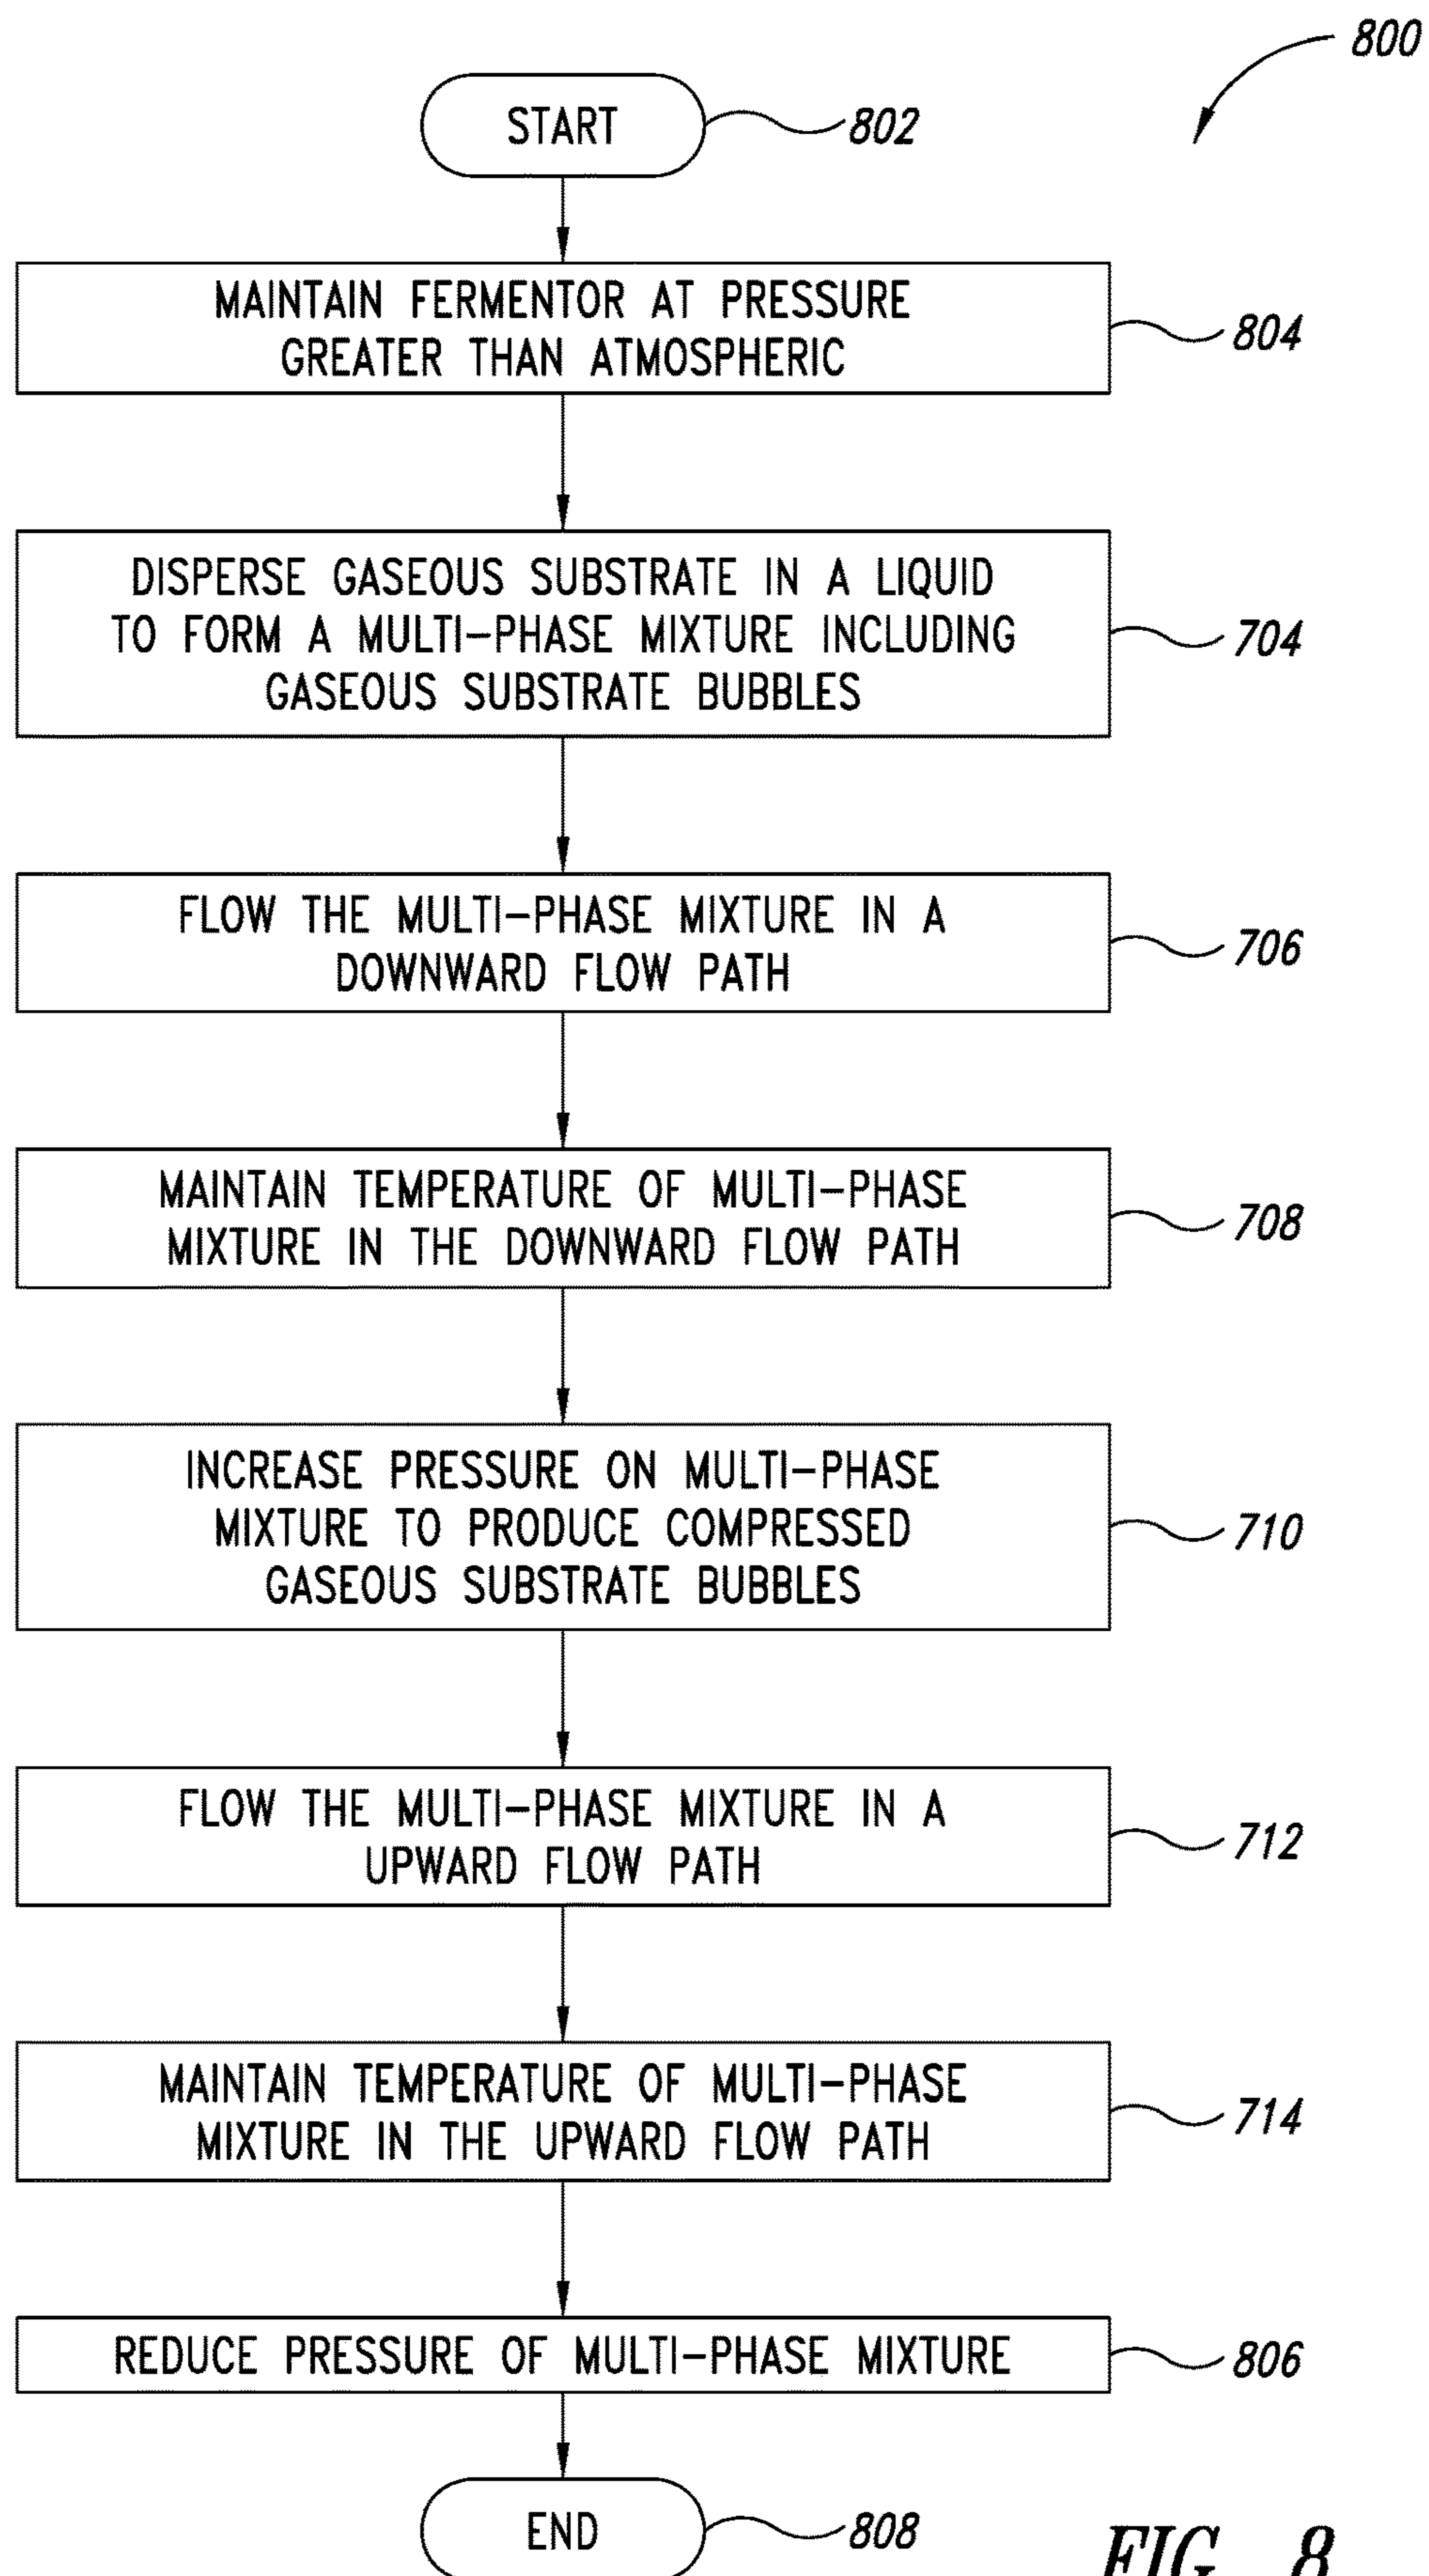 800
START
802
MAINTAIN FERMENTOR AT PRESSURE
GREATER THAN ATMOSPHERIC
804
DISPERSE GASEOUS SUBSTRATE IN A LIQUID
TO FORM A MULTI-PHASE MIXTURE INCLUDING
GASEOUS SUBSTRATE BUBBLES
704
FLOW THE MULTI-PHASE MIXTURE IN A
DOWNWARD FLOW PATH
706
MAINTAIN TEMPERATURE OF MULTI-PHASE
MIXTURE IN THE DOWNWARD FLOW PATH
708
INCREASE PRESSURE ON MULTI-PHASE
MIXTURE TO PRODUCE COMPRESSED
GASEOUS SUBSTRATE BUBBLES
710
FLOW THE MULTI-PHASE MIXTURE IN A
UPWARD FLOW PATH
712
MAINTAIN TEMPERATURE OF MULTI-PHASE
MIXTURE IN THE UPWARD FLOW PATH
714
REDUCE PRESSURE OF MULTI-PHASE MIXTURE
806
END
808
FIG. 8